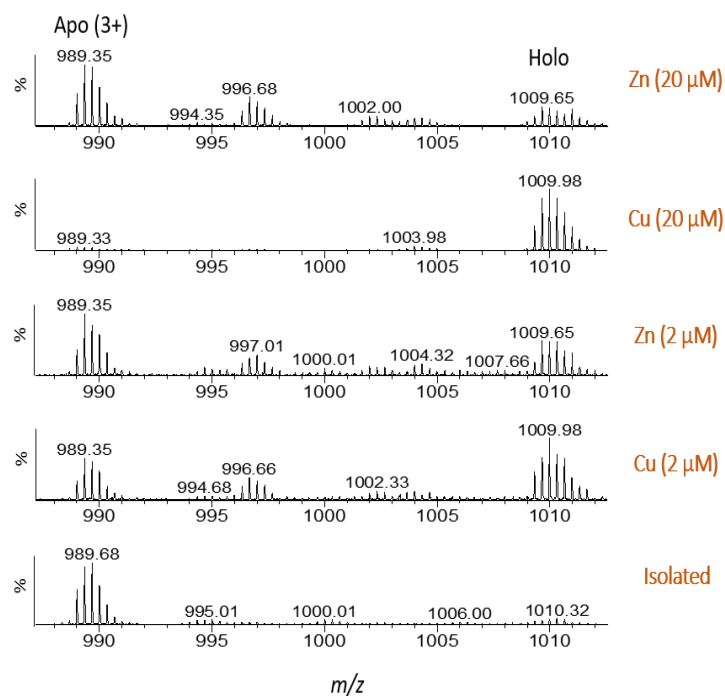 Apo (3+)
Holo
%
989.35
994.35
996.68
1002.00
1009.65
Zn (20 µM)
990 995 1000 1005 1010
%
989.33
1003.98
1009.98
Cu (20 µM)
990 995 1000 1005 1010
%
989.35
997.01
1000.01
1004.32
1007.66
1009.65
Zn (2 µM)
990 995 1000 1005 1010
%
989.35
994.68
996.66
1002.33
1009.98
Cu (2 µM)
990 995 1000 1005 1010
%
989.68
995.01
1000.01
1006.00
1010.32
Isolated
990 995 1000 1005 1010
m/z